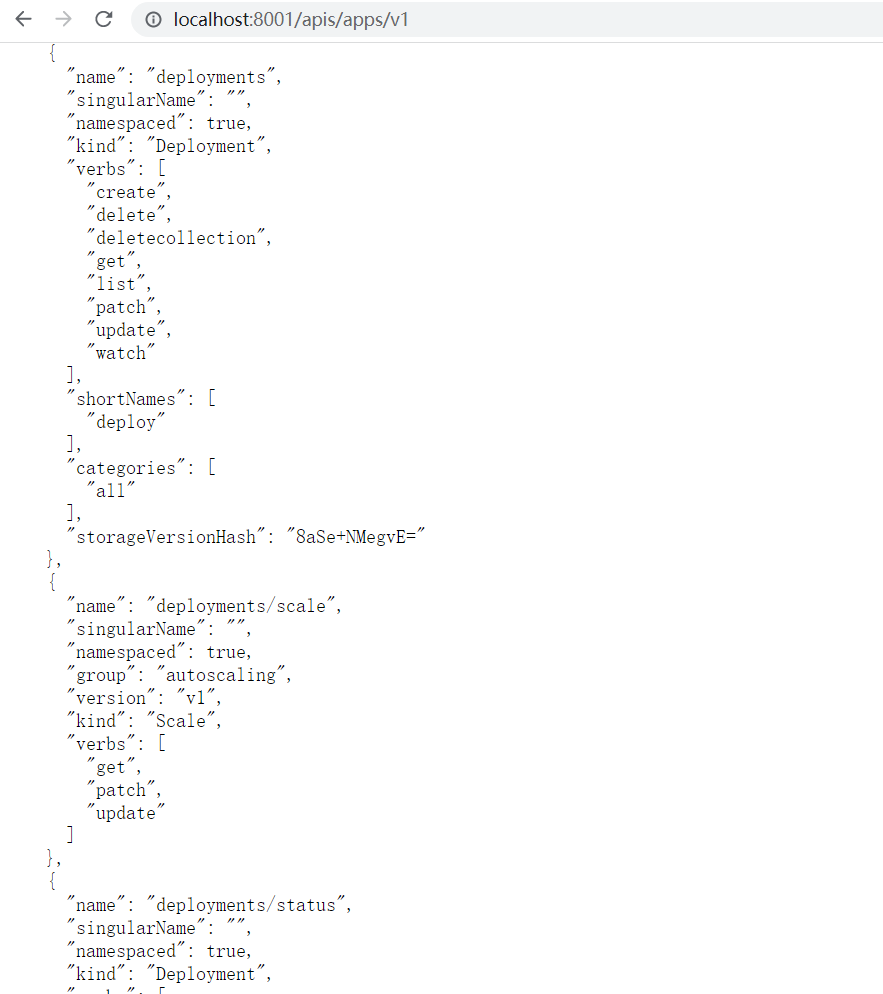 localhost:8001/apis/apps/v1
{
"name": "deployments",
"singularName": "",
"namespaced": true,
"kind": "Deployment",
"verbs": [
"create",
"delete",
"deletecollection",
"get",
"list",
"patch",
"update",
"watch"
],
"shortNames": [
"deploy"
],
"categories": [
"all"
],
"storageVersionHash": "8aSe+NMegvE="
},
{
"name": "deployments/scale",
"singularName": "",
"namespaced": true,
"group": "autoscaling",
"version": "v1",
"kind": "Scale",
"verbs": [
"get",
"patch",
"update"
]
},
{
"name": "deployments/status",
"singularName": "",
"namespaced": true,
"kind": "Deployment",